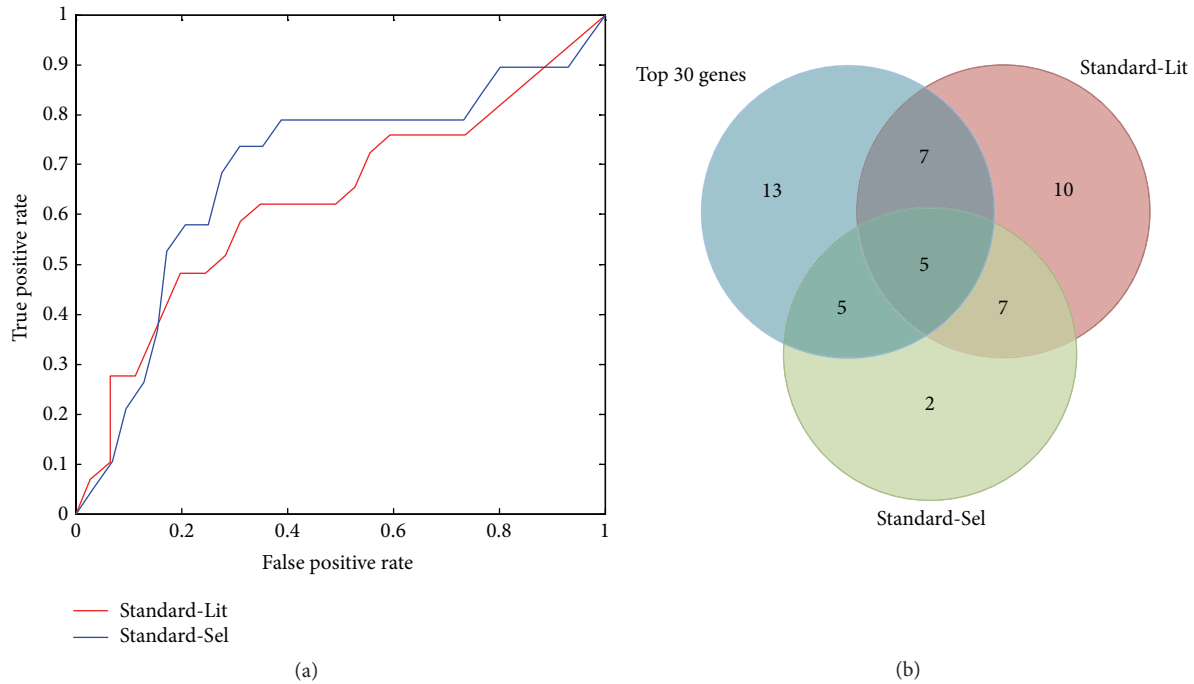 1
0.9
0.8
0.7
0.6
0.5
0.4
0.3
0.2
0.1
0
True positive rate
0 0.2 0.4 0.6 0.8 1
False positive rate
Standard-Lit
Standard-Sel
(a)
Top 30 genes
Standard-Lit
7
13
10
5
5
7
2
Standard-Sel
(b)